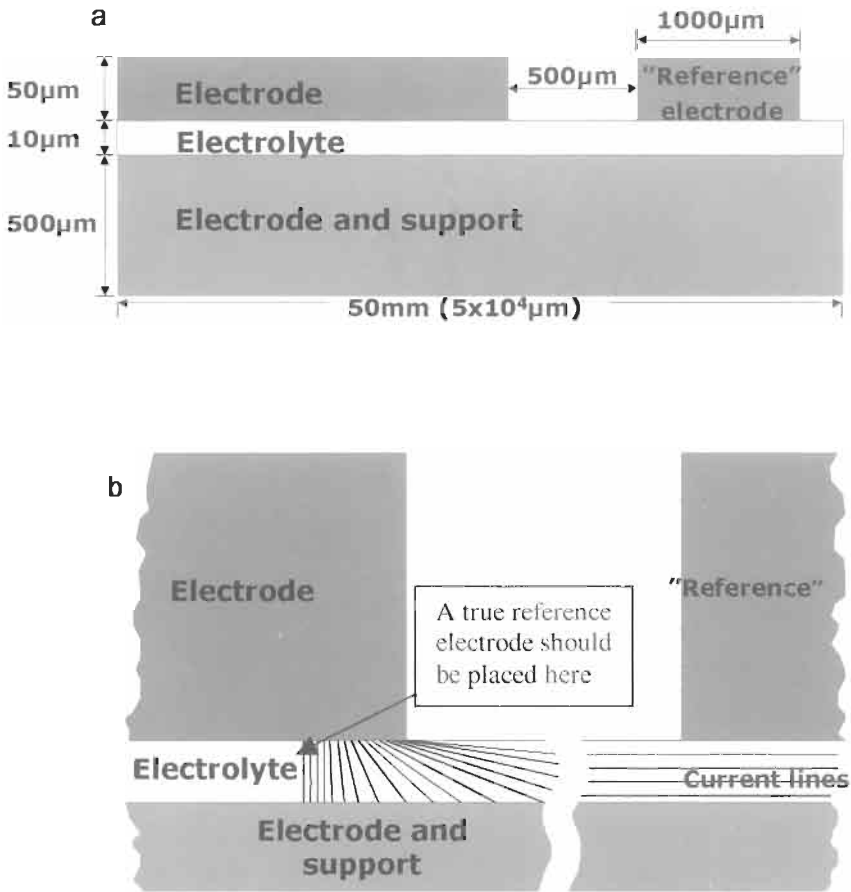 a
1000µm
50µm
Electrode
500µm
"Reference"
electrode
10µm
Electrolyte
500µm
Electrode and support
50mm (5x10⁴µm)
b
Electrode
"Reference"
A true reference
electrode should
be placed here
Electrolyte
Current lines
Electrode and
support